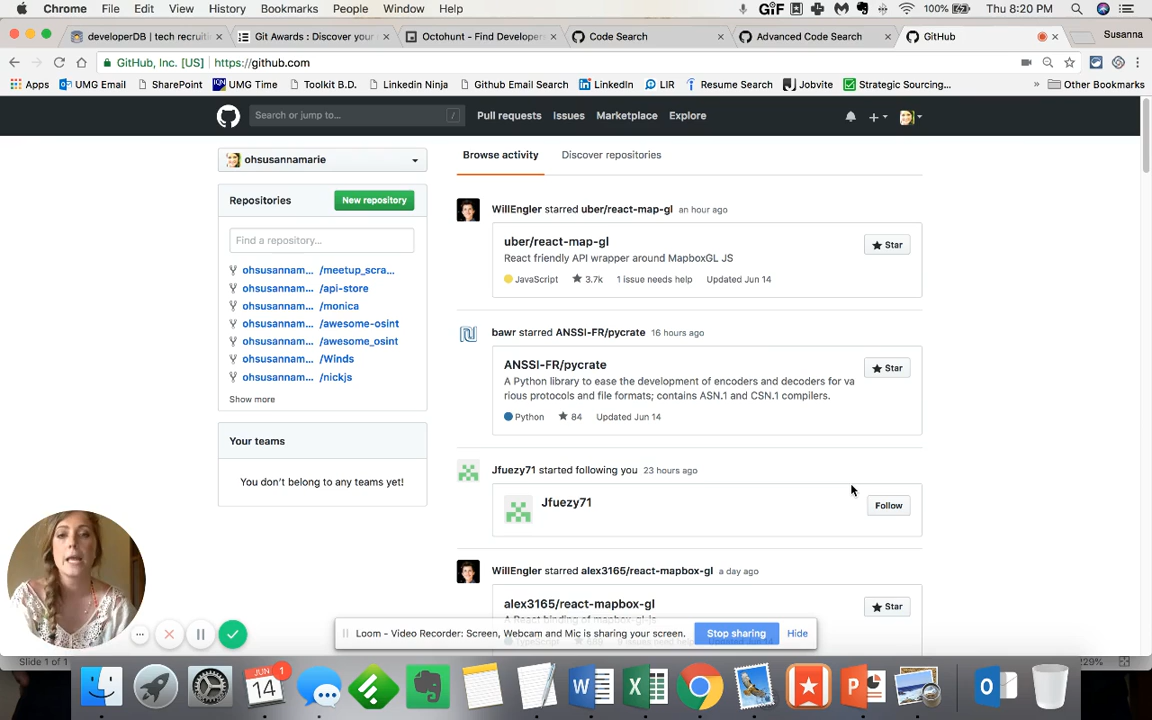 Chrome File Edit View History Bookmarks People Window Help GIF 100% Thu 8:20 PM
developerDB | tech recruiti × Git Awards : Discover your × Octohunt - Find Developers × Code Search × Advanced Code Search × GitHub × Susanna
GitHub, Inc. [US] https://github.com
Apps UMG Email SharePoint UMG Time Toolkit B.D. Linkedin Ninja Github Email Search LinkedIn LIR Resume Search Jobvite Strategic Sourcing... » Other Bookmarks
Search or jump to... / Pull requests Issues Marketplace Explore
ohsusannamarie
Browse activity Discover repositories
Repositories New repository
Find a repository...
ohsusannam... /meetup_scra...
ohsusannam... /api-store
ohsusannam... /monica
ohsusannam... /awesome-osint
ohsusannam... /awesome_osint
ohsusannam... /Winds
ohsusannam... /nickjs
Show more
Your teams
You don't belong to any teams yet!
WillEngler starred uber/react-map-gl an hour ago
uber/react-map-gl
Star
React friendly API wrapper around MapboxGL JS
JavaScript 3.7k 1 issue needs help Updated Jun 14
bawr starred ANSSI-FR/pycrate 16 hours ago
ANSSI-FR/pycrate
Star
A Python library to ease the development of encoders and decoders for va
rious protocols and file formats; contains ASN.1 and CSN.1 compilers.
Python 84 Updated Jun 14
Jfuezy71 started following you 23 hours ago
Jfuezy71
Follow
WillEngler starred alex3165/react-mapbox-gl a day ago
alex3165/react-mapbox-gl
Star
Loom - Video Recorder: Screen, Webcam and Mic is sharing your screen. Stop sharing Hide
Slide 1 of 1
JUN
14
1